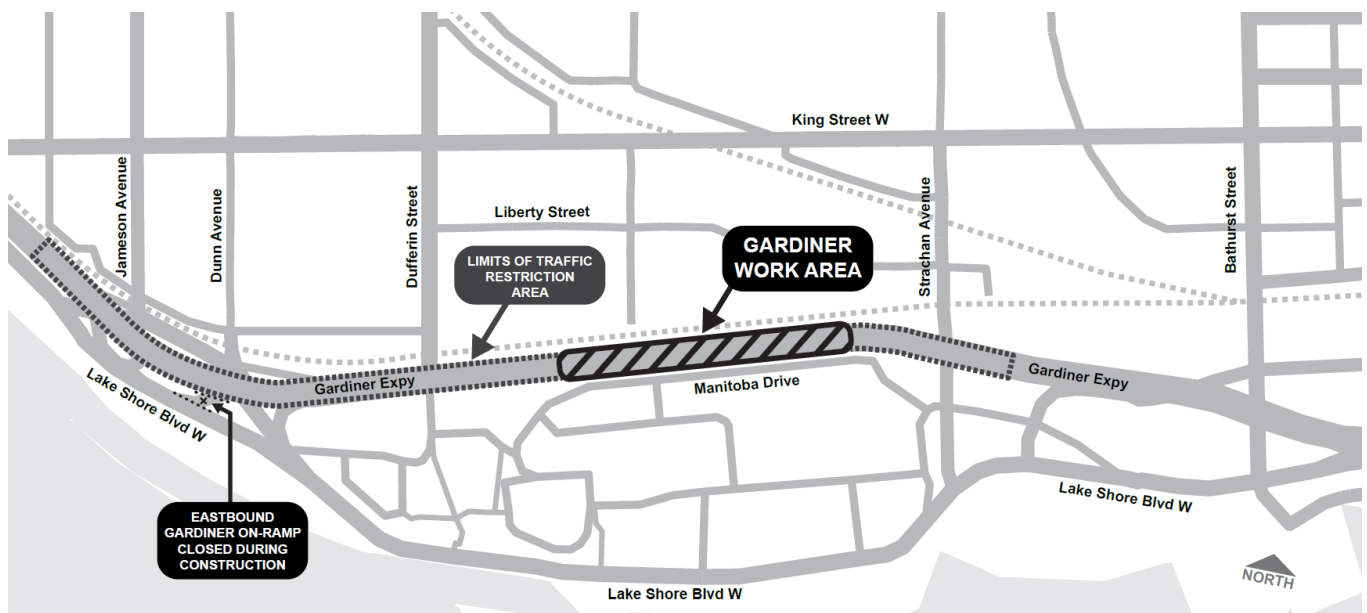 King Street W
Jameson Avenue
Dunn Avenue
Dufferin Street
Liberty Street
Strachan Avenue
Bathurst Street
LIMITS OF TRAFFIC
RESTRICTION
AREA
GARDINER
WORK AREA
Gardiner Expy
Manitoba Drive
Gardiner Expy
Lake Shore Blvd W
Lake Shore Blvd W
EASTBOUND
GARDINER ON-RAMP
CLOSED DURING
CONSTRUCTION
NORTH
Lake Shore Blvd W